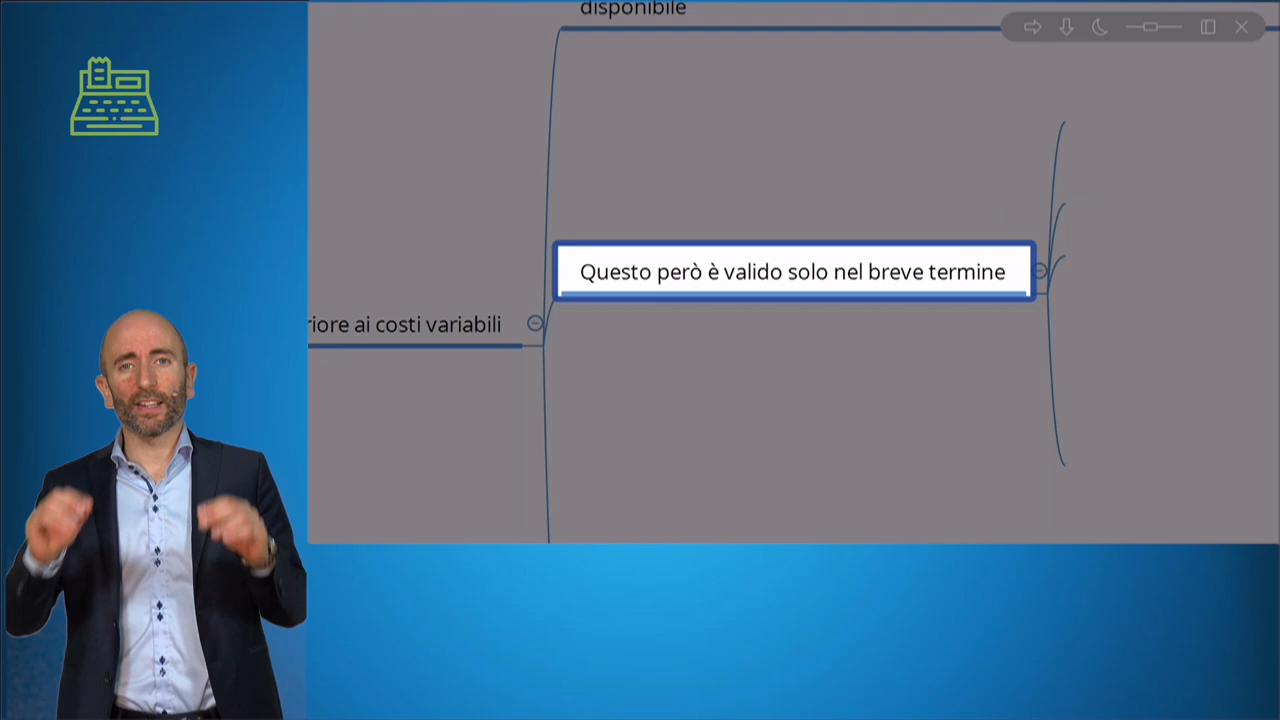 disponibile
Questo però è valido solo nel breve termine
riore ai costi variabili